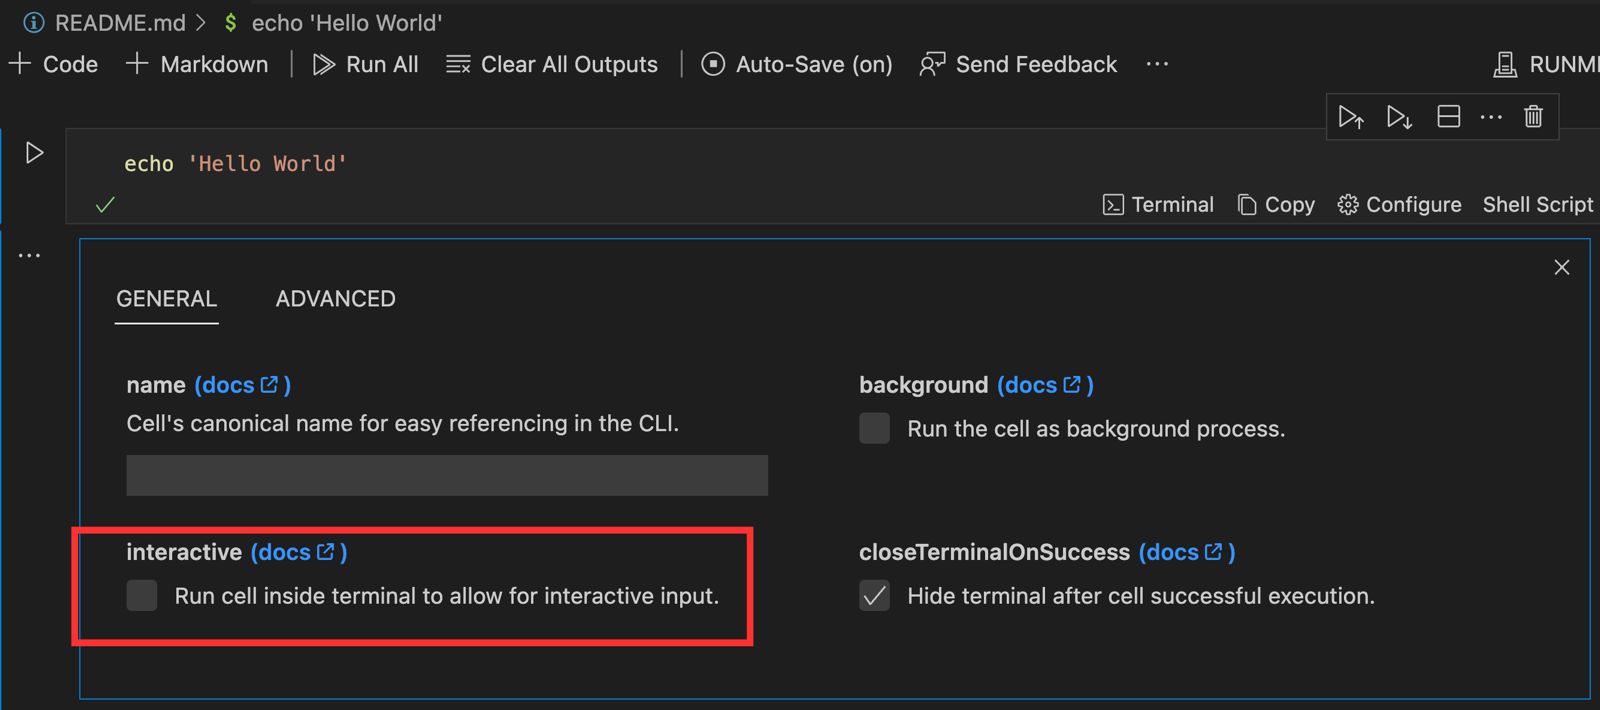 README.md > $ echo 'Hello World'
+ Code + Markdown | Run All Clear All Outputs | Auto-Save (on) Send Feedback ··· RUNME
echo 'Hello World'
Terminal Copy Configure Shell Script
GENERAL ADVANCED
name (docs)
Cell's canonical name for easy referencing in the CLI.
background (docs)
Run the cell as background process.
interactive (docs)
Run cell inside terminal to allow for interactive input.
closeTerminalOnSuccess (docs)
Hide terminal after cell successful execution.